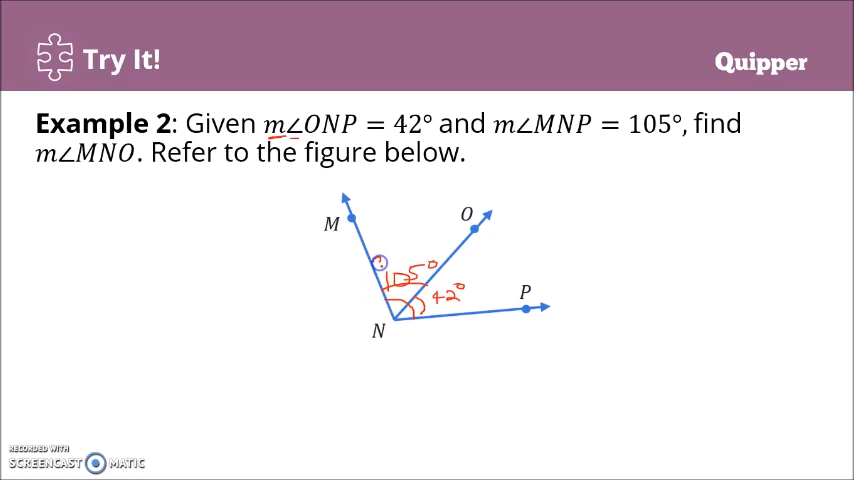 Try It!
Quipper
Example 2: Given m∠ONP = 42° and m∠MNP = 105°, find
m∠MNO. Refer to the figure below.
M
O
?
105°
42°
P
N
RECORDED WITH
SCREENCAST MATIC